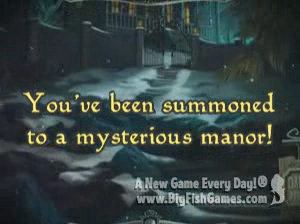 You've been summoned
to a mysterious manor!
A New Game Every Day!®
www.BigFishGames.com